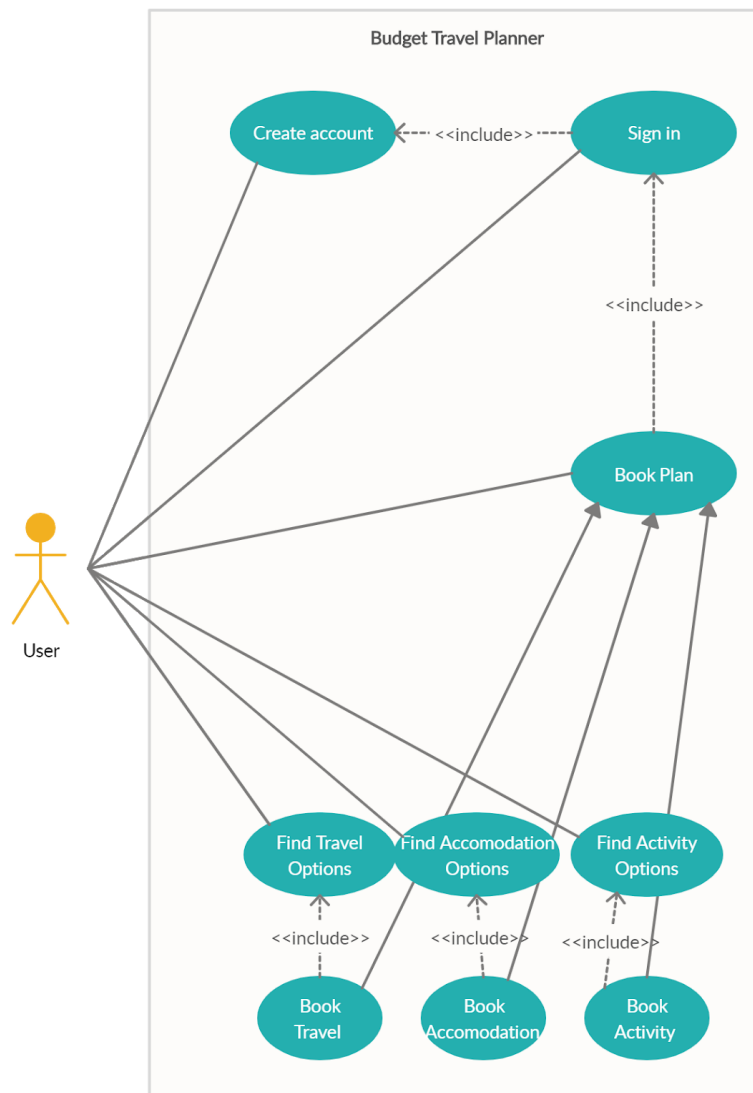 Budget Travel Planner
Create account
<<include>>
Sign in
<<include>>
Book Plan
User
Find Travel
Options
Find Accomodation
Options
Find Activity
Options
<<include>>
<<include>>
<<include>>
Book
Travel
Book
Accomodation
Book
Activity